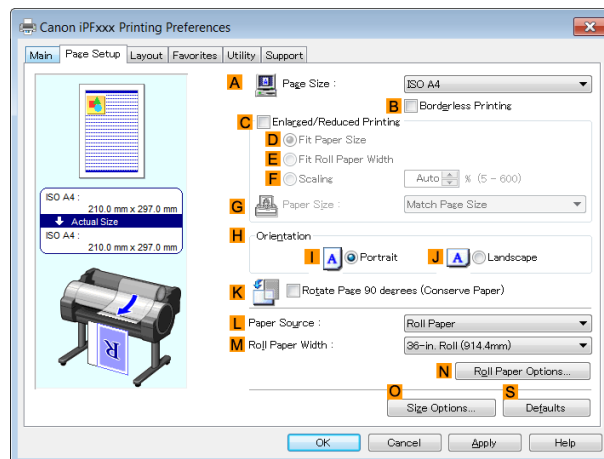 Canon iPFxxx Printing Preferences
Main Page Setup Layout Favorites Utility Support
A Page Size : ISO A4
B Borderless Printing
C Enlarged/Reduced Printing
D Fit Paper Size
E Fit Roll Paper Width
F Scaling Auto % (5 - 600)
G Paper Size : Match Page Size
ISO A4 :
210.0 mm x 297.0 mm
Actual Size
ISO A4 :
210.0 mm x 297.0 mm
H Orientation
I A Portrait J A Landscape
K Rotate Page 90 degrees (Conserve Paper)
L Paper Source : Roll Paper
M Roll Paper Width : 36-in. Roll (914.4mm)
R
N Roll Paper Options...
O S
Size Options... Defaults
OK Cancel Apply Help